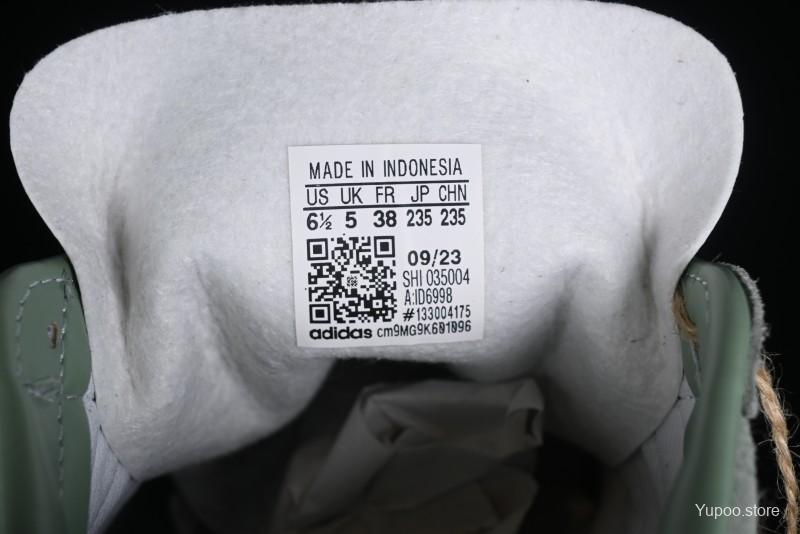 MADE IN INDONESIA
US UK FR JP CHN
6½ 5 38 235 235
09/23
SHI 035004
A:ID6998
#133004175
adidas cm9MG9K601096
Yupoo.store